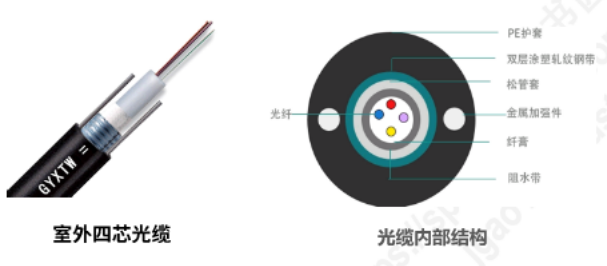 PE护套
双层涂塑轧纹钢带
松管套
光纤
金属加强件
纤膏
阻水带
GYXTW
室外四芯光缆
光缆内部结构